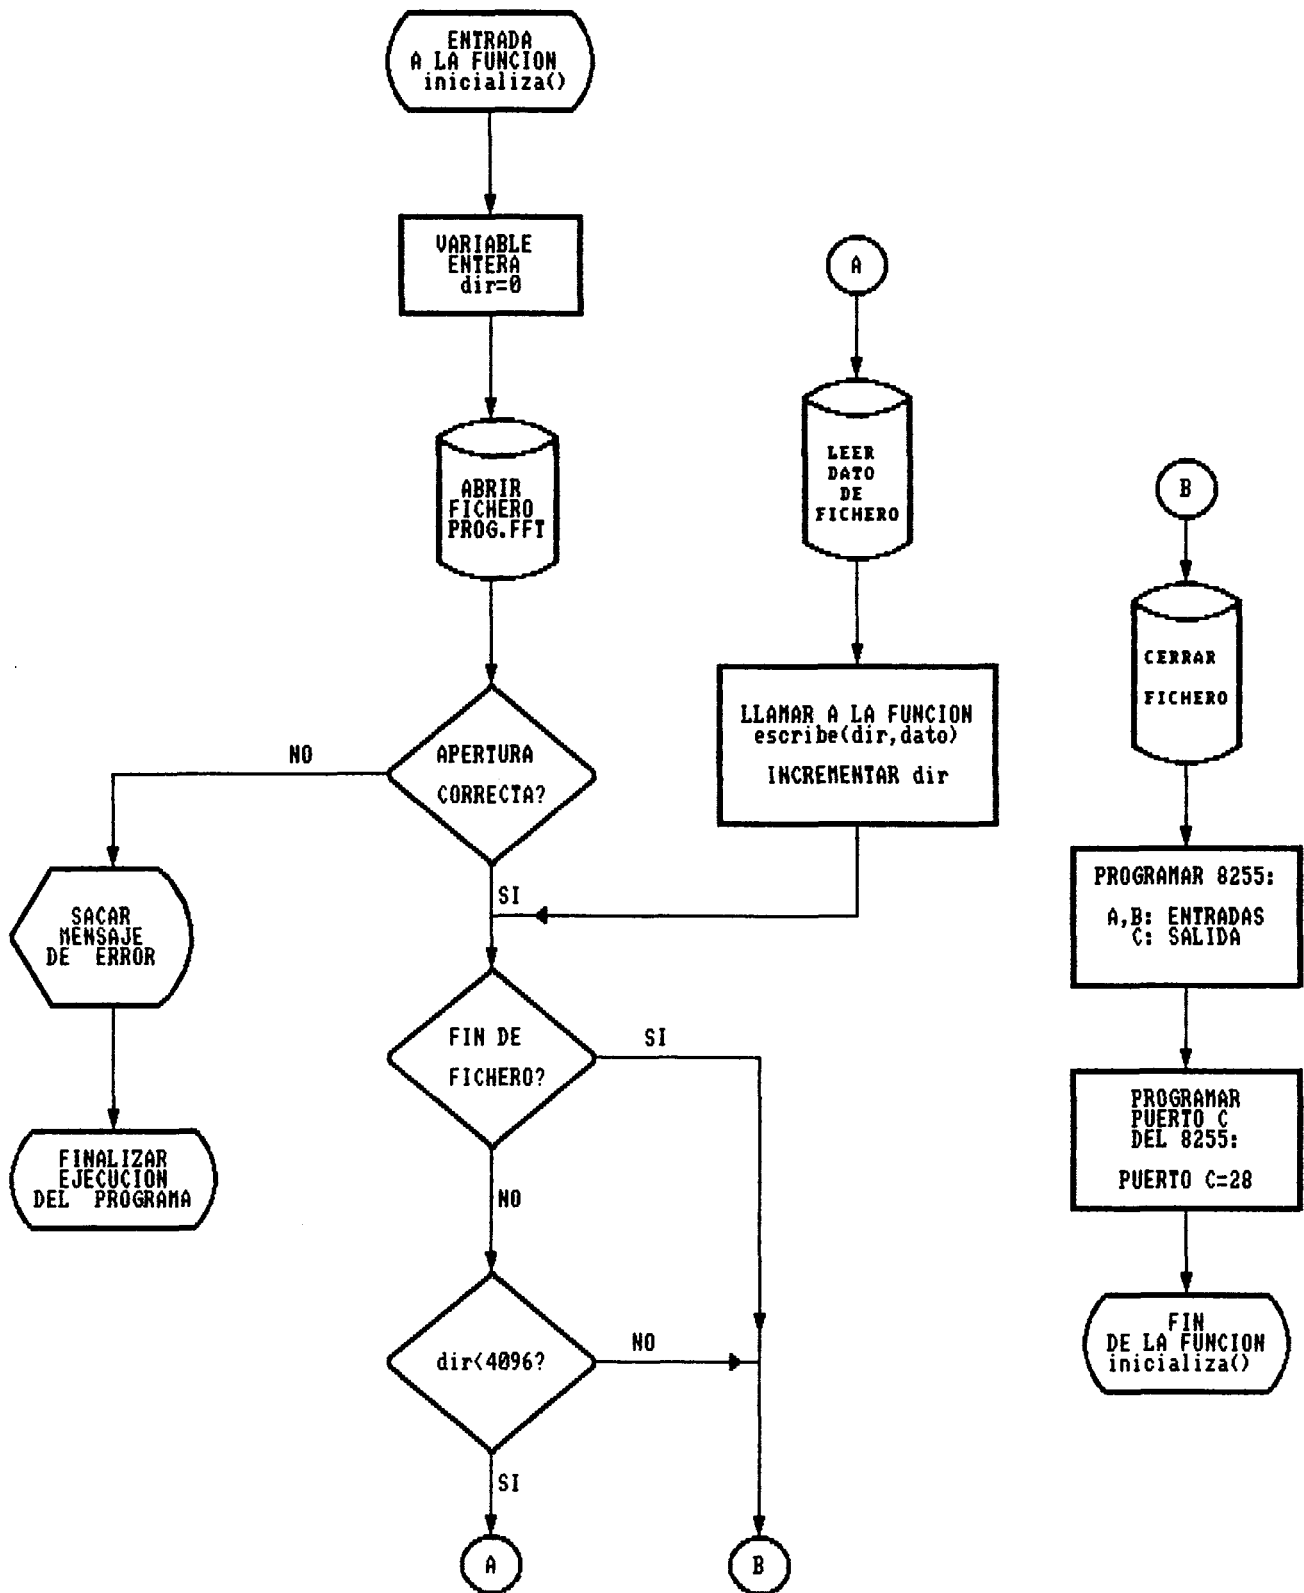 ENTRADA
A LA FUNCION
inicializa()
VARIABLE
ENTERA
dir=0
ABRIR
FICHERO
PROG.FFT
APERTURA
CORRECTA?
NO
SI
SACAR
MENSAJE
DE ERROR
FINALIZAR
EJECUCION
DEL PROGRAMA
FIN DE
FICHERO?
SI
NO
dir<4096?
NO
SI
A
B
A
LEER
DATO
DE
FICHERO
LLAMAR A LA FUNCION
escribe(dir,dato)
INCREMENTAR dir
B
CERRAR
FICHERO
PROGRAMAR 8255:
A,B: ENTRADAS
C: SALIDA
PROGRAMAR
PUERTO C
DEL 8255:
PUERTO C=28
FIN
DE LA FUNCION
inicializa()